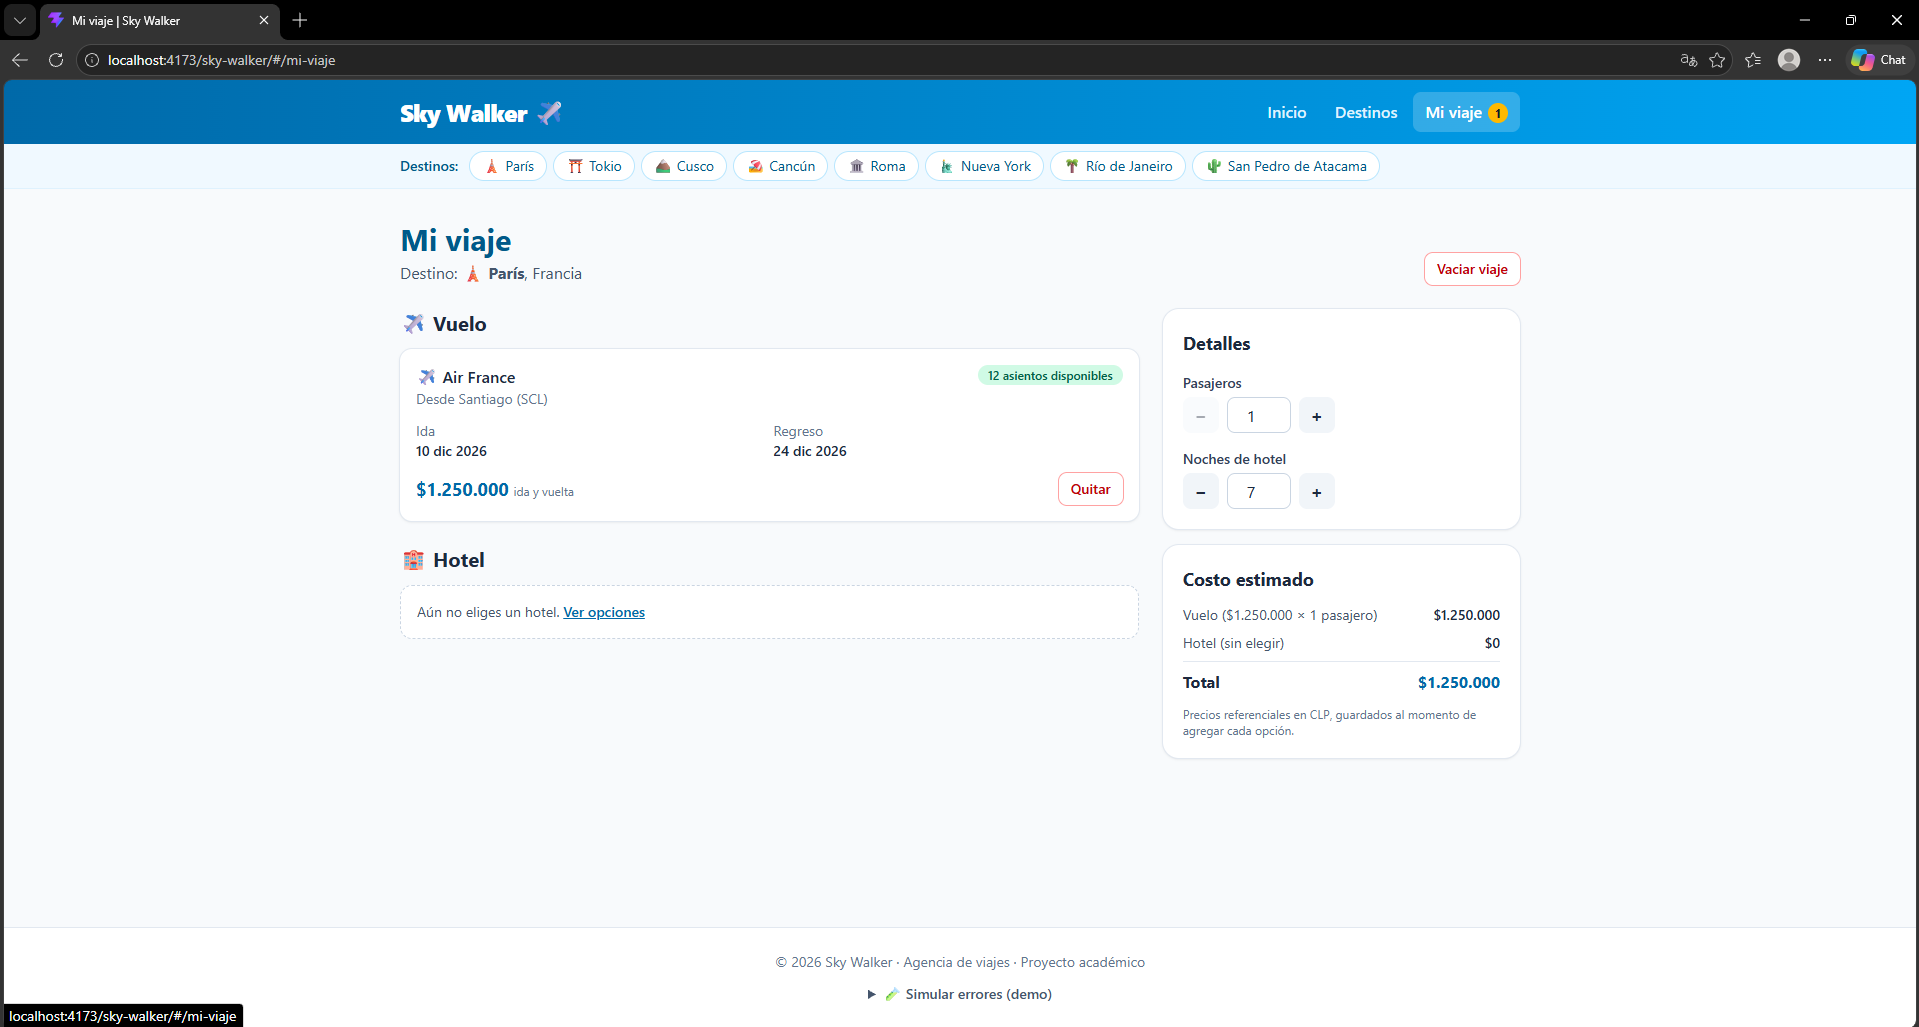 Mi viaje | Sky Walker
localhost:4173/sky-walker/#/mi-viaje
Chat
Sky Walker
Inicio Destinos Mi viaje 1
Destinos: París Tokio Cusco Cancún Roma Nueva York Río de Janeiro San Pedro de Atacama
Mi viaje
Destino: París, Francia
Vaciar viaje
Vuelo
Air France
12 asientos disponibles
Desde Santiago (SCL)
Ida Regreso
10 dic 2026 24 dic 2026
$1.250.000 ida y vuelta
Quitar
Hotel
Aún no eliges un hotel. Ver opciones
Detalles
Pasajeros
− 1 +
Noches de hotel
− 7 +
Costo estimado
Vuelo ($1.250.000 × 1 pasajero) $1.250.000
Hotel (sin elegir) $0
Total $1.250.000
Precios referenciales en CLP, guardados al momento de
agregar cada opción.
© 2026 Sky Walker · Agencia de viajes · Proyecto académico
Simular errores (demo)
localhost:4173/sky-walker/#/mi-viaje